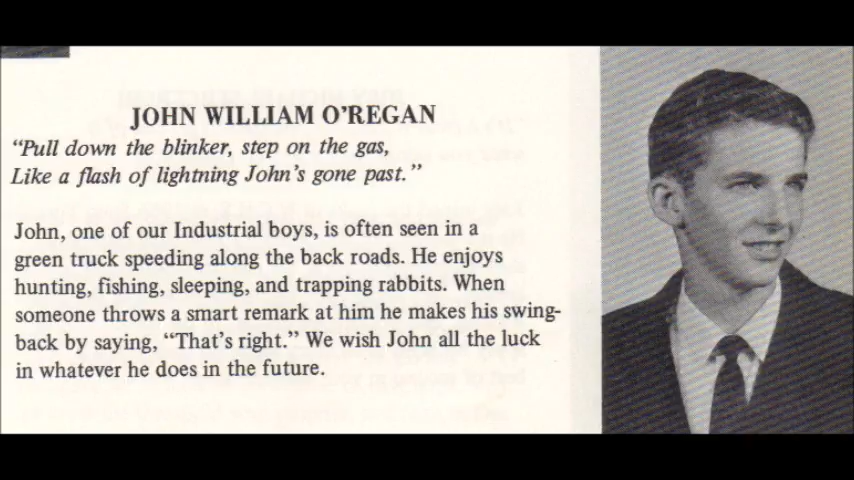 JOHN WILLIAM O'REGAN
"Pull down the blinker, step on the gas,
Like a flash of lightning John's gone past."
John, one of our Industrial boys, is often seen in a
green truck speeding along the back roads. He enjoys
hunting, fishing, sleeping, and trapping rabbits. When
someone throws a smart remark at him he makes his swing-
back by saying, "That's right." We wish John all the luck
in whatever he does in the future.